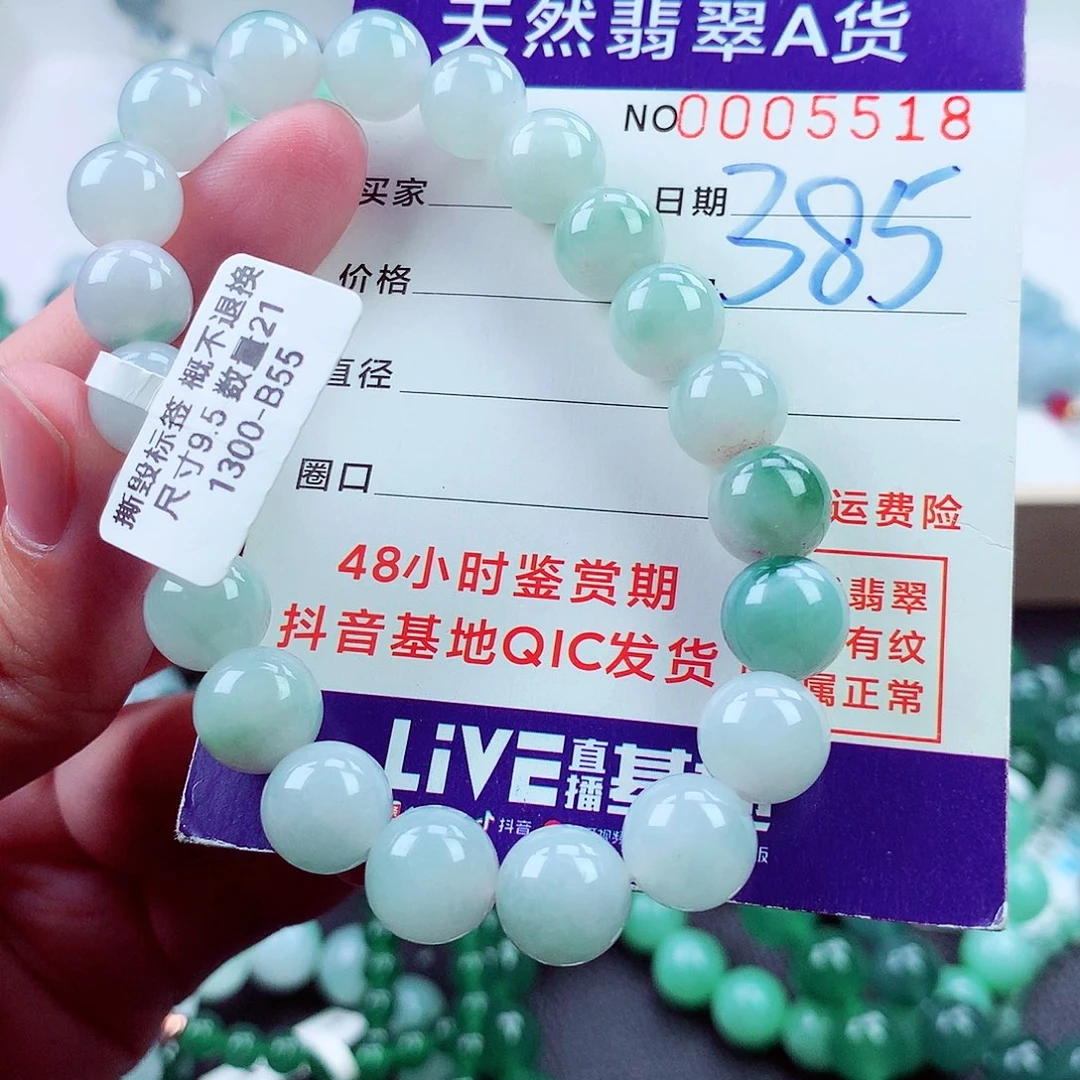 天然翡翠A货
NO0005518
买家
日期
385
价格
直径
圈口
运费险
48小时鉴赏期
抖音基地QIC发货
翡翠
有纹
属正常
LiVE直播基
抖音
撕毁标签 概不退换
尺寸9.5 数量21
1300-B55